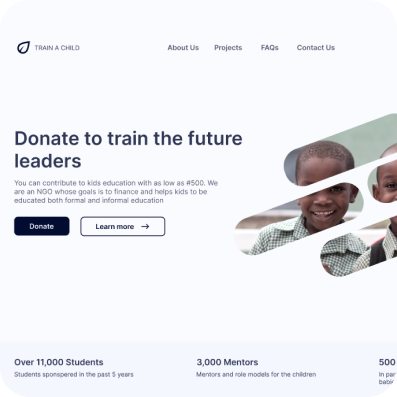 TRAIN A CHILD
About Us Projects FAQs Contact Us
Donate to train the future
leaders
You can contribute to kids education with as low as #500. We
are an NGO whose goals is to finance and helps kids to be
educated both formal and informal education
Donate Learn more
Over 11,000 Students 3,000 Mentors 500
Students sponspered in the past 5 years Mentors and role models for the children In par
babie